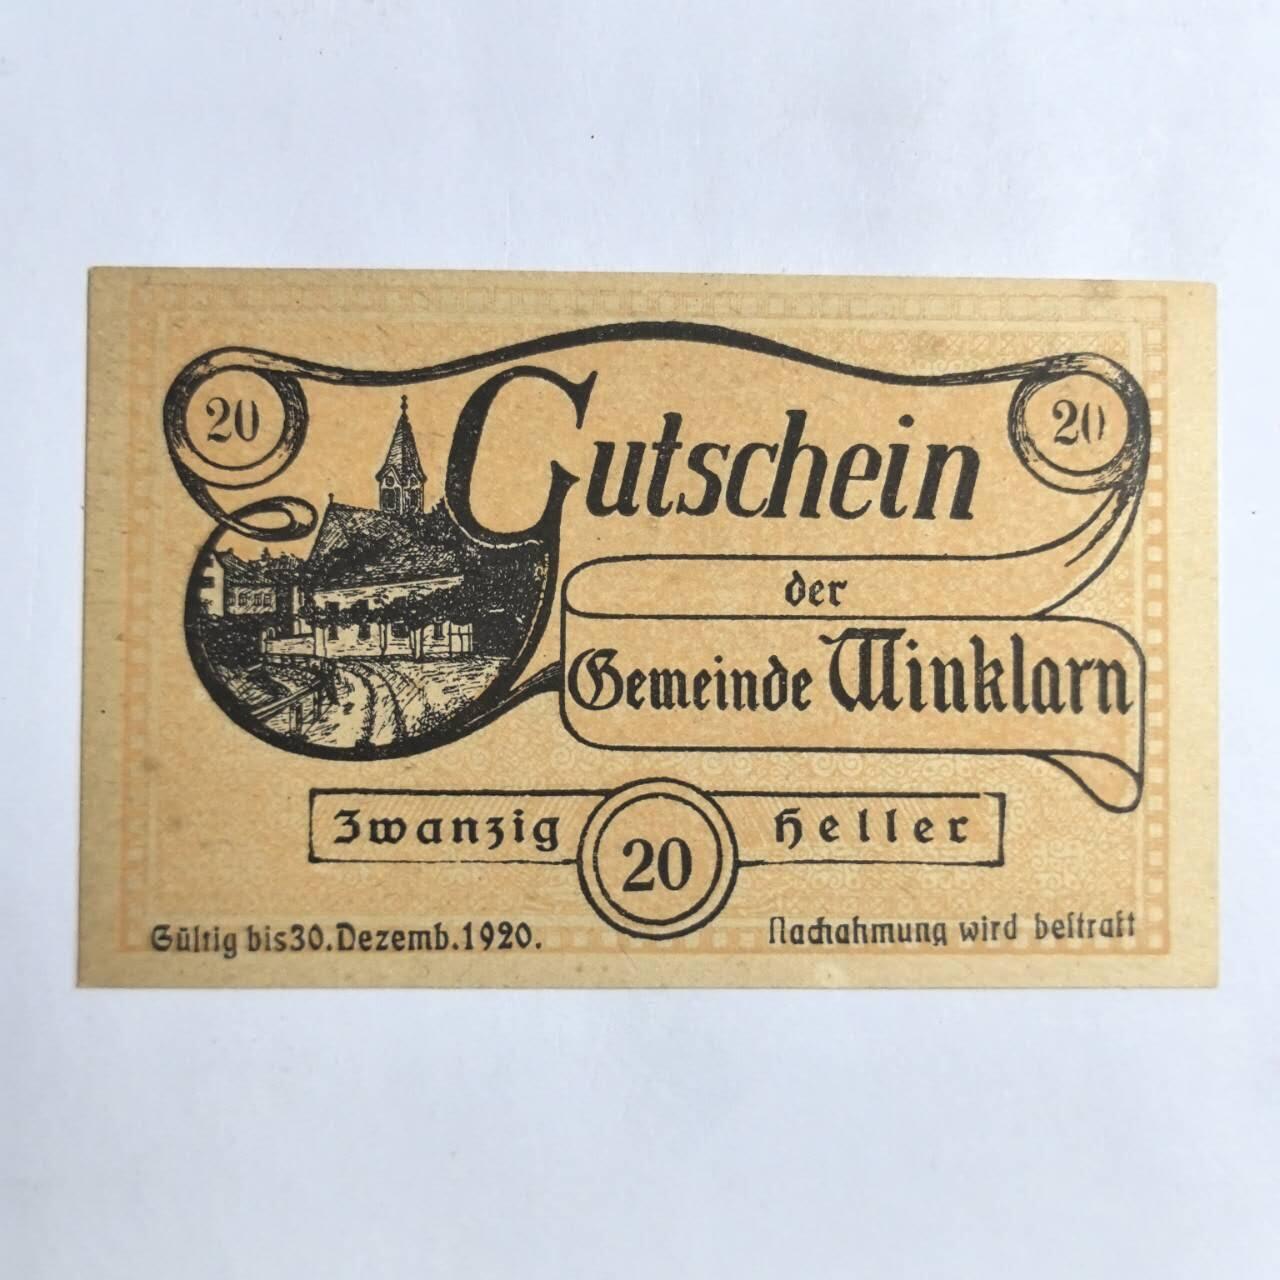 20
20
Gutschein
der
Gemeinde Winklarn
Zwanzig 20 Heller
Gültig bis 30. Dezemb. 1920.
Nachahmung wird bestraft